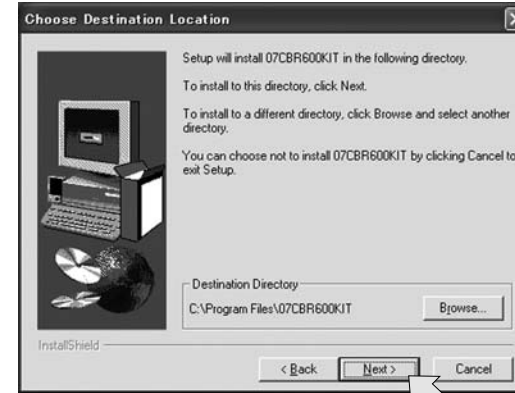 Choose Destination Location
Setup will install 07CBR600KIT in the following directory.
To install to this directory, click Next.
To install to a different directory, click Browse and select another
directory.
You can choose not to install 07CBR600KIT by clicking Cancel to
exit Setup.
Destination Directory
C:\Program Files\07CBR600KIT
Browse...
InstallShield
< Back
Next >
Cancel